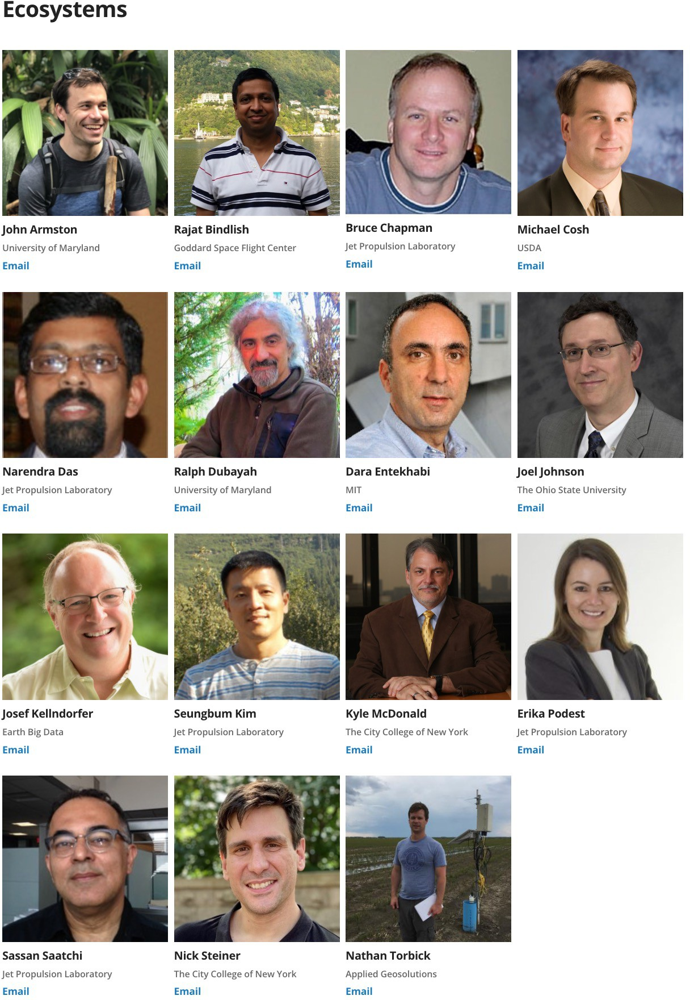 Ecosystems
John Armston
University of Maryland
Email
Rajat Bindlish
Goddard Space Flight Center
Email
Bruce Chapman
Jet Propulsion Laboratory
Email
Michael Cosh
USDA
Email
Narendra Das
Jet Propulsion Laboratory
Email
Ralph Dubayah
University of Maryland
Email
Dara Entekhabi
MIT
Email
Joel Johnson
The Ohio State University
Email
Josef Kellndorfer
Earth Big Data
Email
Seungbum Kim
Jet Propulsion Laboratory
Email
Kyle McDonald
The City College of New York
Email
Erika Podest
Jet Propulsion Laboratory
Email
Sassan Saatchi
Jet Propulsion Laboratory
Email
Nick Steiner
The City College of New York
Email
Nathan Torbick
Applied Geosolutions
Email